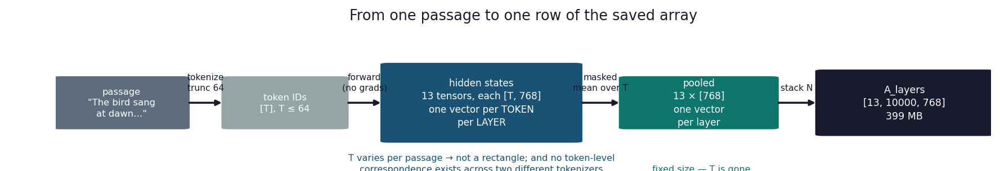 From one passage to one row of the saved array
passage
"The bird sang
at dawn…"
tokenize
trunc 64
token IDs
[T], T ≤ 64
forward
(no grads)
hidden states
13 tensors, each [T, 768]
one vector per TOKEN
per LAYER
masked
mean over T
pooled
13 × [768]
one vector
per layer
stack N
A_layers
[13, 10000, 768]
399 MB
T varies per passage → not a rectangle; and no token-level
correspondence exists across two different tokenizers
fixed size — T is gone